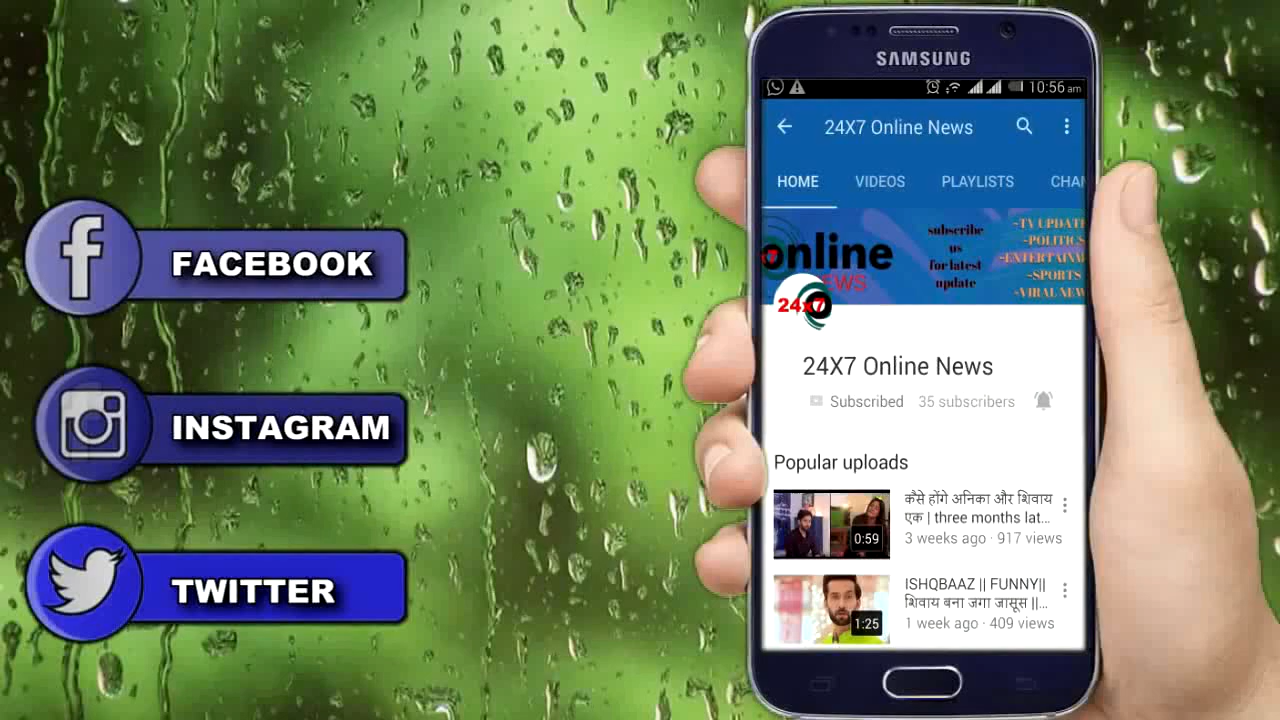 FACEBOOK
INSTAGRAM
TWITTER
SAMSUNG
10:56 am
24X7 Online News
HOME VIDEOS PLAYLISTS CHAN
online
NEWS
subscribe
us
for latest
update
-TV UPDATE
-POLITICS
-ENTERTAINM
-SPORTS
-VIRAL NEW
24x7
24X7 Online News
Subscribed 35 subscribers
Popular uploads
0:59
कैसे होंगे अनिका और शिवाय
एक | three months lat...
3 weeks ago · 917 views
1:25
ISHQBAAZ || FUNNY||
शिवाय बना जगा जासूस ||...
1 week ago · 409 views